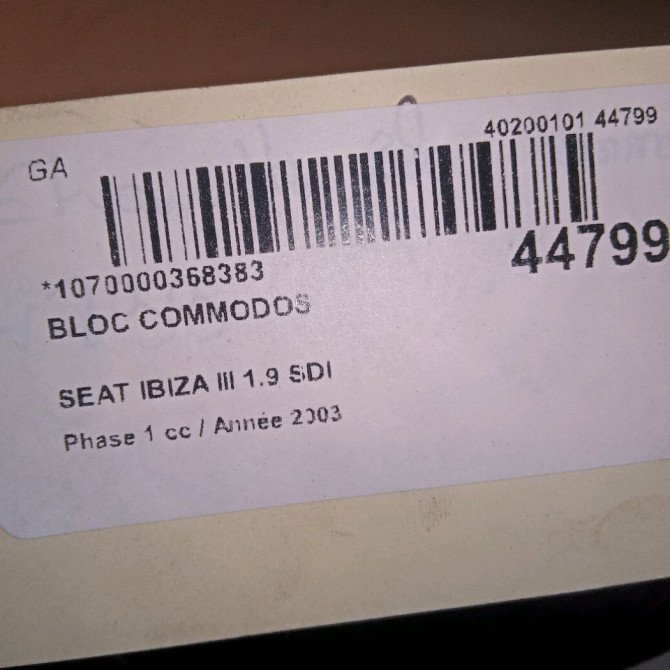 40200101 44799
GA
44799
*1070000368383
BLOC COMMODOS
SEAT IBIZA III 1.9 SDI
Phase 1 cc / Année 2003